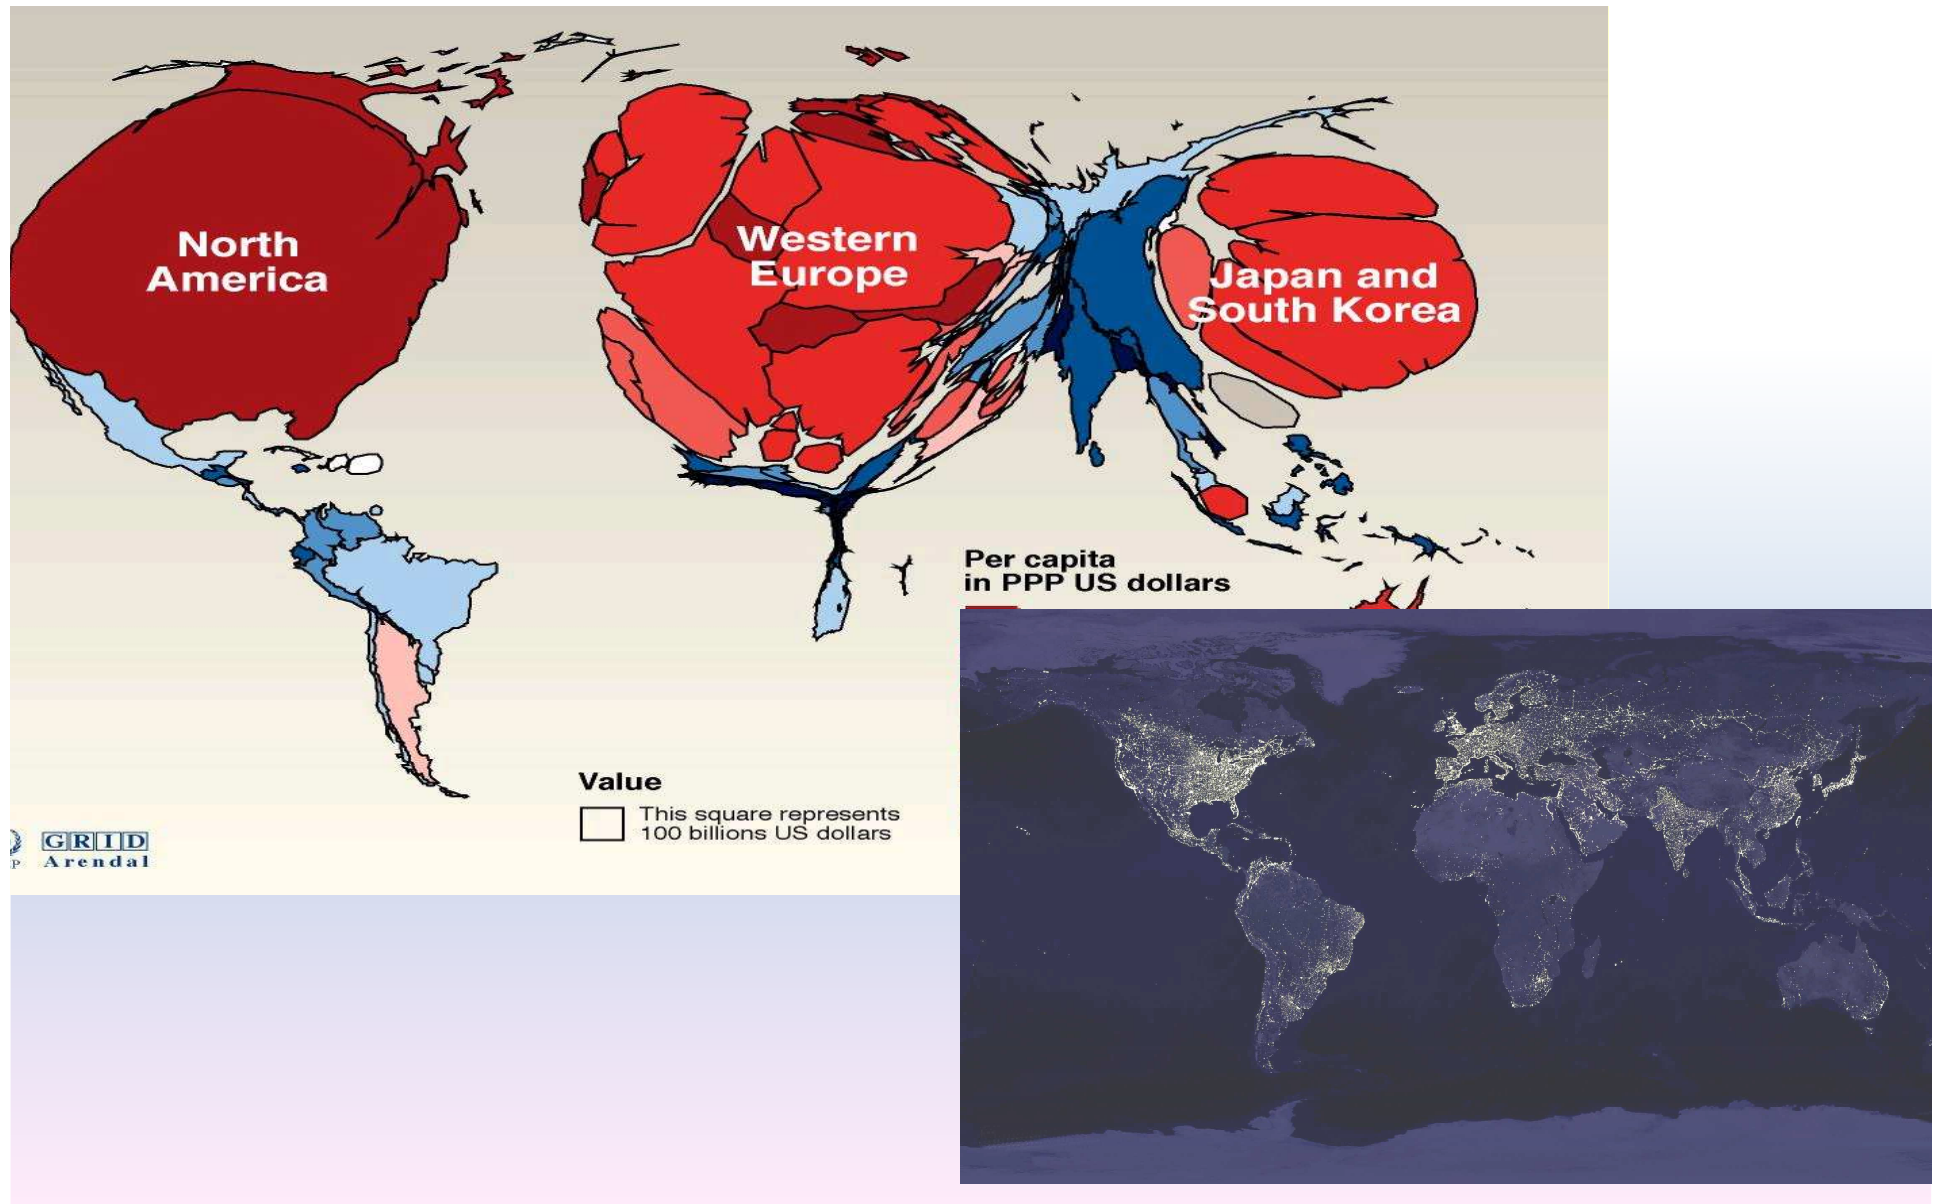 North
America
Western
Europe
Japan and
South Korea
Per capita
in PPP US dollars
Value
This square represents
100 billions US dollars
GRID
Arendal